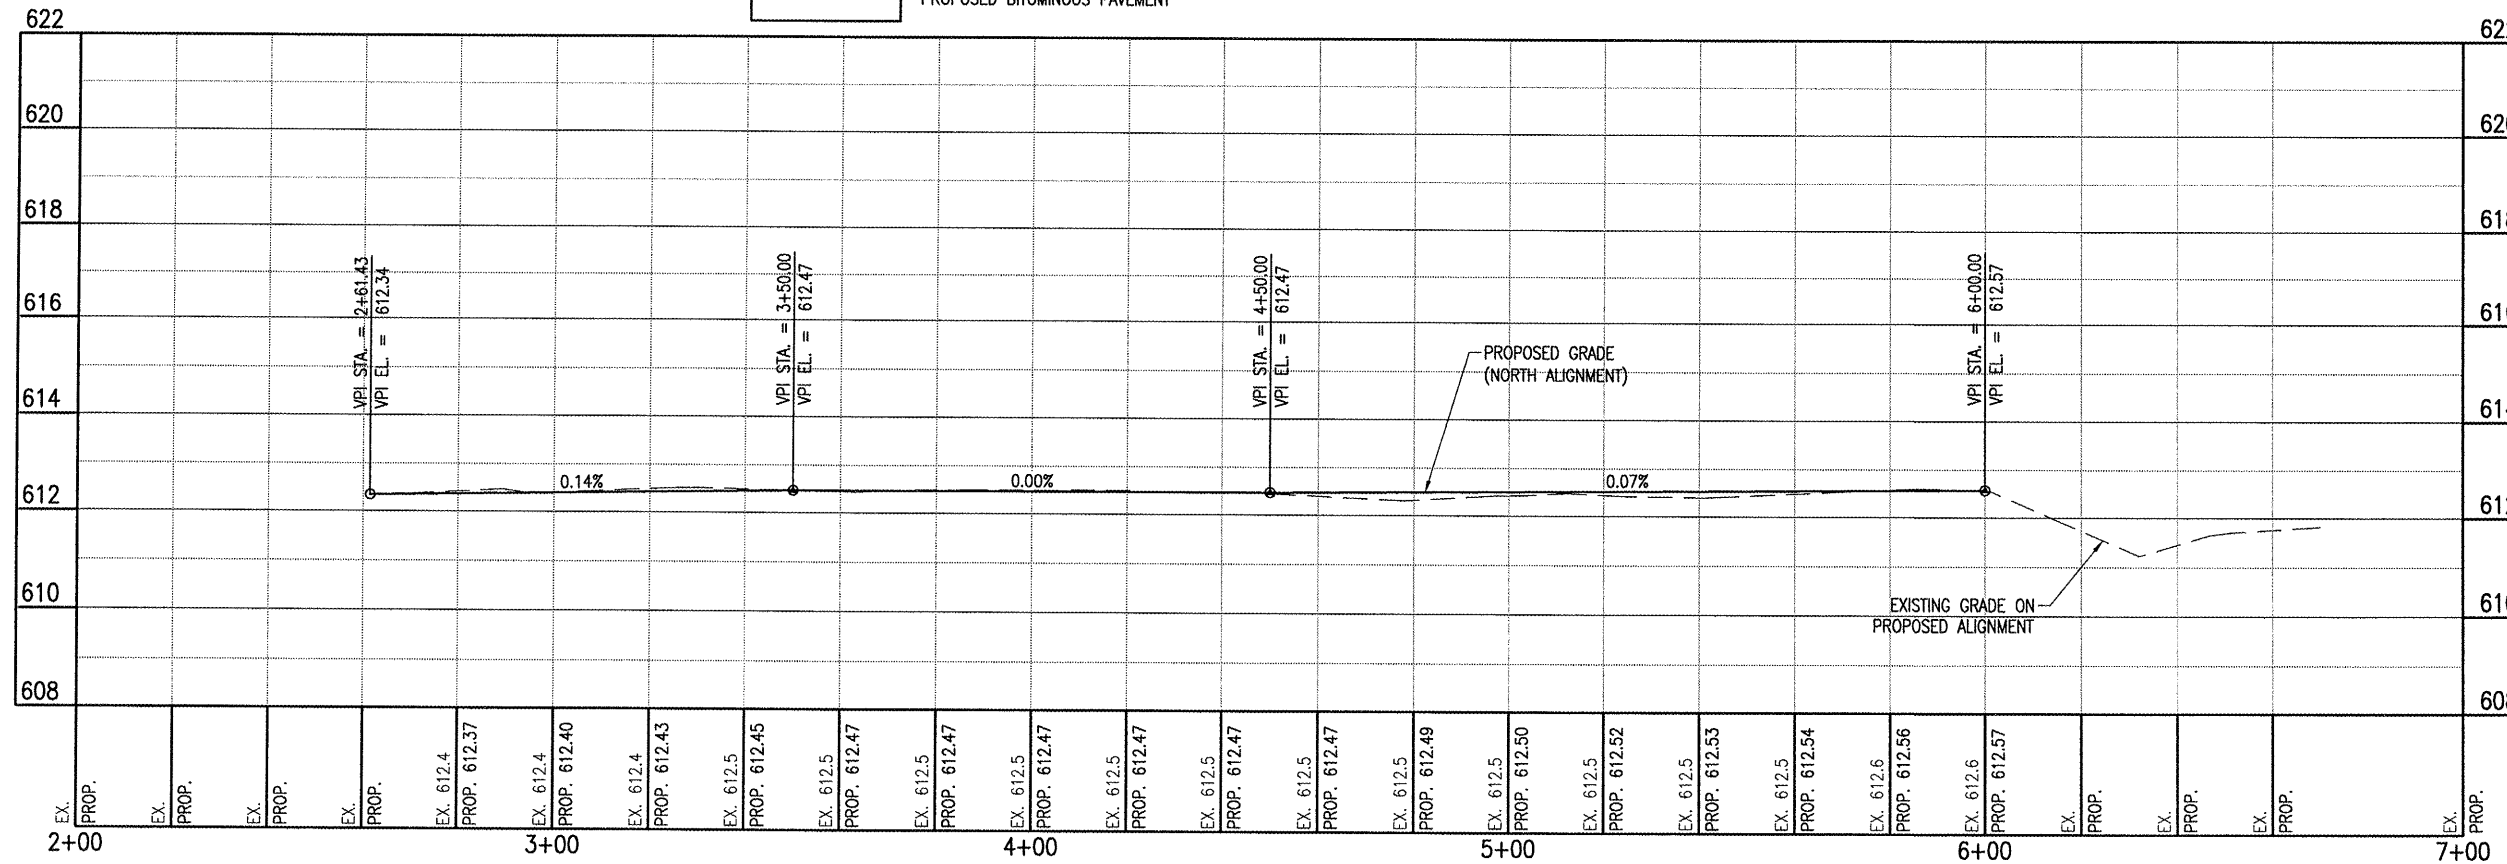 PROPOSED BITUMINOUS PAVEMENT
622
620
618
616
614
612
610
608
VPI STA. = 2+61.43
VPI EL. = 612.34
VPI STA. = 3+50.00
VPI EL. = 612.47
VPI STA. = 4+50.00
VPI EL. = 612.47
VPI STA. = 6+00.00
VPI EL. = 612.57
PROPOSED GRADE
(NORTH ALIGNMENT)
0.14%
0.00%
0.07%
EXISTING GRADE ON
PROPOSED ALIGNMENT
EX.
PROP.
EX.
PROP.
EX.
PROP.
EX.
PROP.
EX. 612.4
PROP. 612.37
EX. 612.4
PROP. 612.40
EX. 612.4
PROP. 612.43
EX. 612.5
PROP. 612.45
EX. 612.5
PROP. 612.47
EX. 612.5
PROP. 612.47
EX. 612.5
PROP. 612.47
EX. 612.5
PROP. 612.47
EX. 612.5
PROP. 612.47
EX. 612.5
PROP. 612.47
EX. 612.5
PROP. 612.49
EX. 612.5
PROP. 612.50
EX. 612.5
PROP. 612.52
EX. 612.5
PROP. 612.53
EX. 612.5
PROP. 612.54
EX. 612.6
PROP. 612.56
EX. 612.6
PROP. 612.57
EX.
PROP.
EX.
PROP.
EX.
PROP.
EX.
PROP.
2+00
3+00
4+00
5+00
6+00
7+00